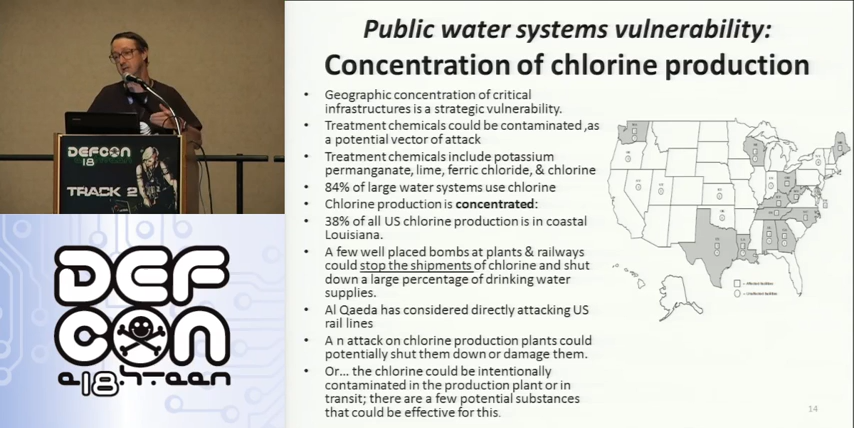 Public water systems vulnerability:
Concentration of chlorine production
• Geographic concentration of critical
infrastructures is a strategic vulnerability.
• Treatment chemicals could be contaminated ,as
a potential vector of attack
• Treatment chemicals include potassium
permanganate, lime, ferric chloride, & chlorine
• 84% of large water systems use chlorine
• Chlorine production is concentrated:
• 38% of all US chlorine production is in coastal
Louisiana.
• A few well placed bombs at plants & railways
could stop the shipments of chlorine and shut
down a large percentage of drinking water
supplies.
• Al Qaeda has considered directly attacking US
rail lines
• A n attack on chlorine production plants could
potentially shut them down or damage them.
• Or... the chlorine could be intentionally
contaminated in the production plant or in
transit; there are a few potential substances
that could be effective for this.
14
DEFCON
18
TRACK 2
DEF
CON
e18hteen